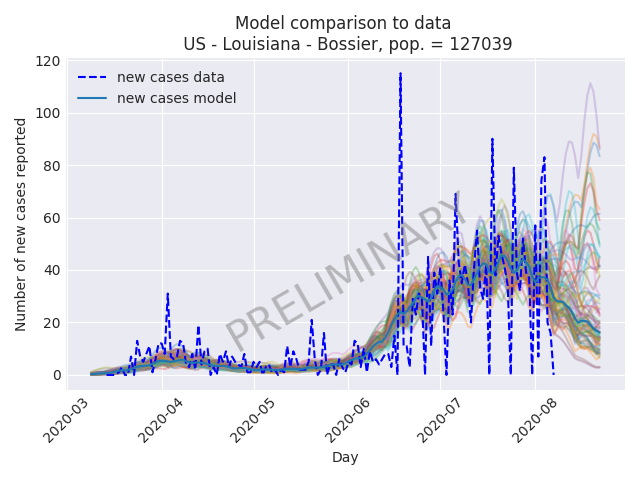 Model comparison to data
US - Louisiana - Bossier, pop. = 127039
120
100
80
60
40
20
0
Number of new cases reported
new cases data
new cases model
PRELIMINARY
2020-03
2020-04
2020-05
2020-06
2020-07
2020-08
Day